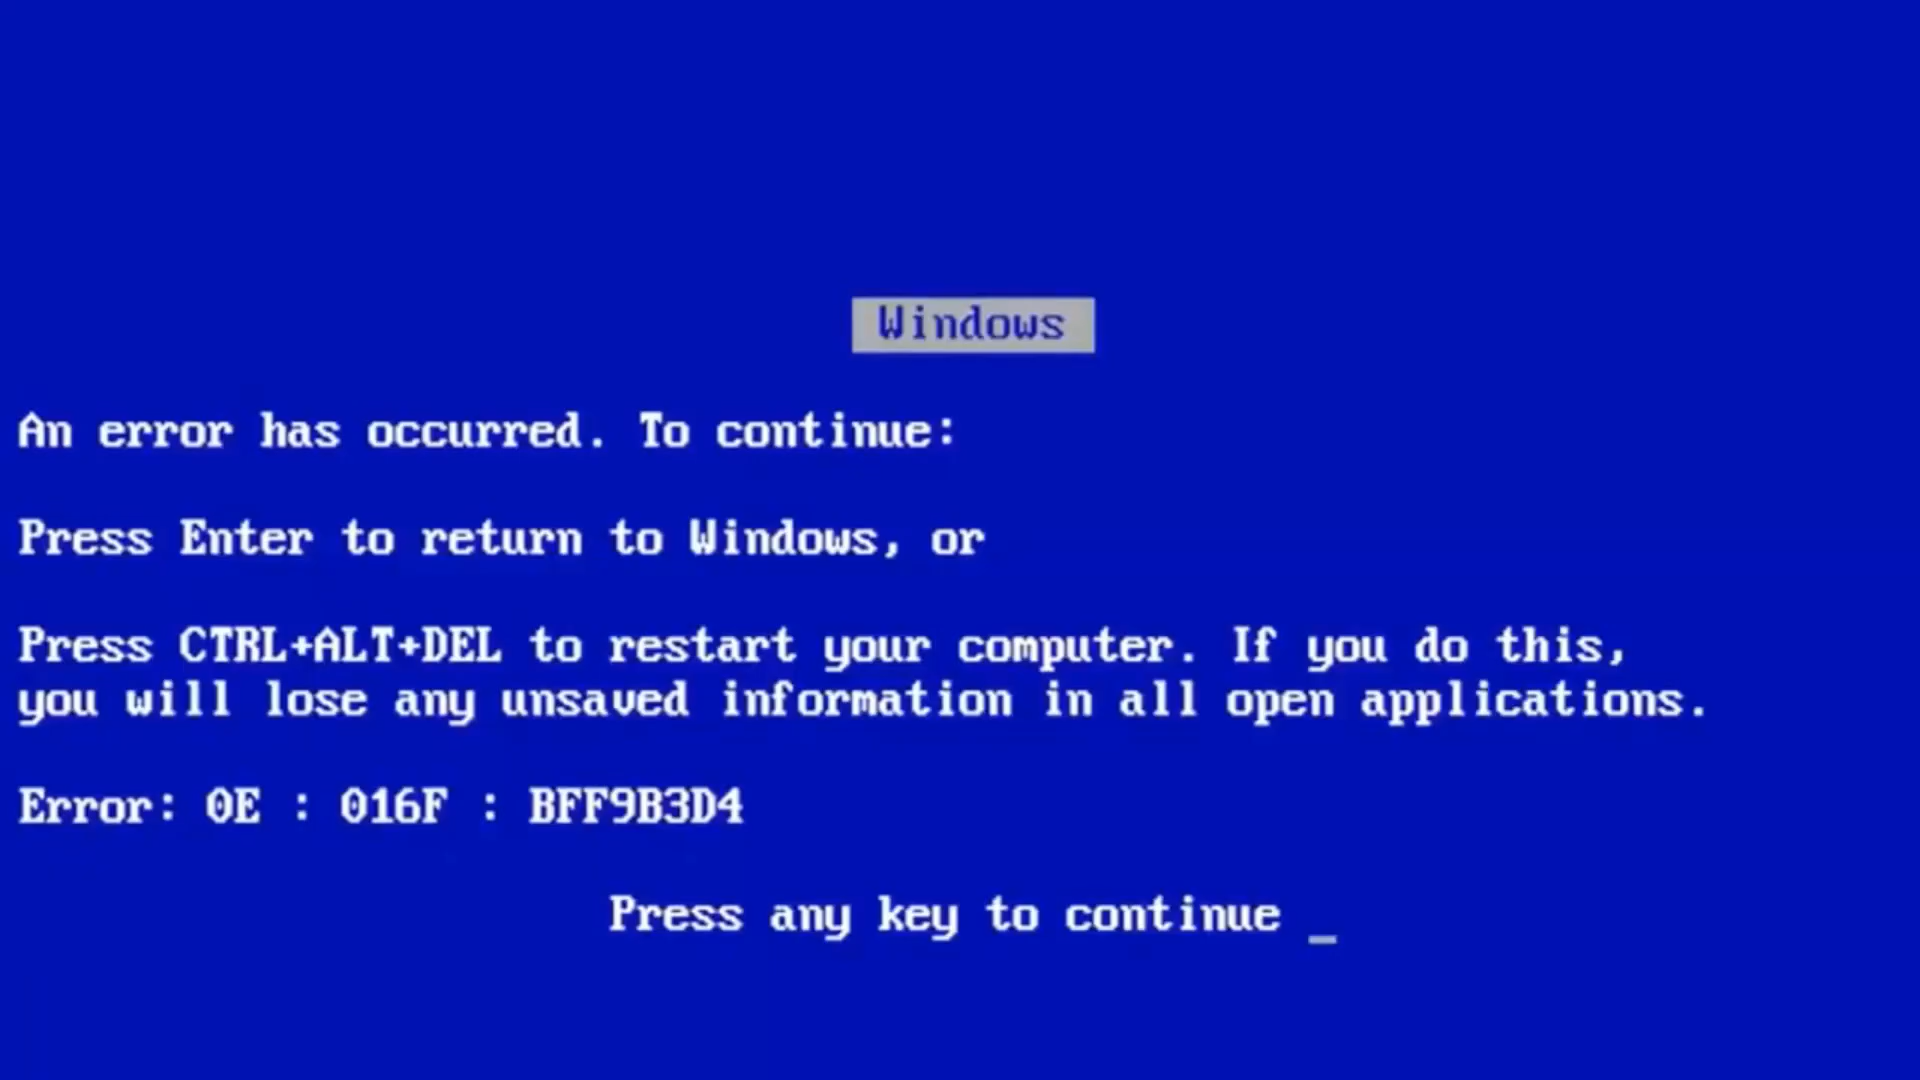 Windows
An error has occurred. To continue:
Press Enter to return to Windows, or
Press CTRL+ALT+DEL to restart your computer. If you do this,
you will lose any unsaved information in all open applications.
Error: 0E : 016F : BFF9B3D4
Press any key to continue _